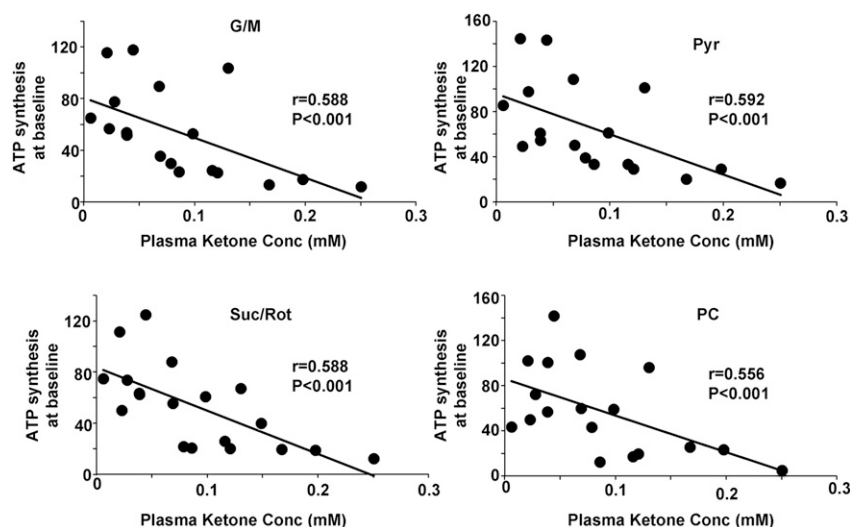 G/M
ATP synthesis
at baseline
120
80
40
0
r=0.588
P<0.001
0
0.1
0.2
0.3
Plasma Ketone Conc (mM)
Pyr
ATP synthesis
at baseline
160
120
80
40
0
r=0.592
P<0.001
0
0.1
0.2
0.3
Plasma Ketone Conc (mM)
Suc/Rot
ATP synthesis
at baseline
120
80
40
0
r=0.588
P<0.001
0
0.1
0.2
0.3
Plasma Ketone Conc (mM)
PC
ATP synthesis
at baseline
160
120
80
40
0
r=0.556
P<0.001
0
0.1
0.2
0.3
Plasma Ketone Conc (mM)